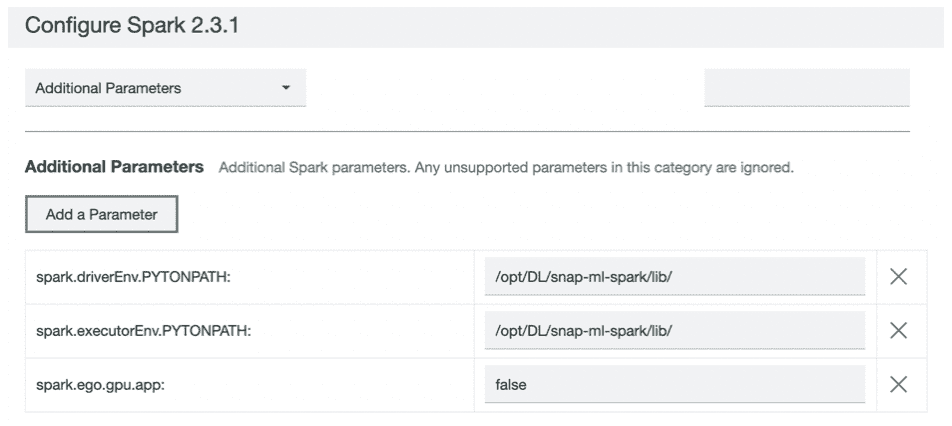 Configure Spark 2.3.1
Additional Parameters
Additional Parameters Additional Spark parameters. Any unsupported parameters in this category are ignored.
Add a Parameter
spark.driverEnv.PYTONPATH: /opt/DL/snap-ml-spark/lib/
spark.executorEnv.PYTONPATH: /opt/DL/snap-ml-spark/lib/
spark.ego.gpu.app: false